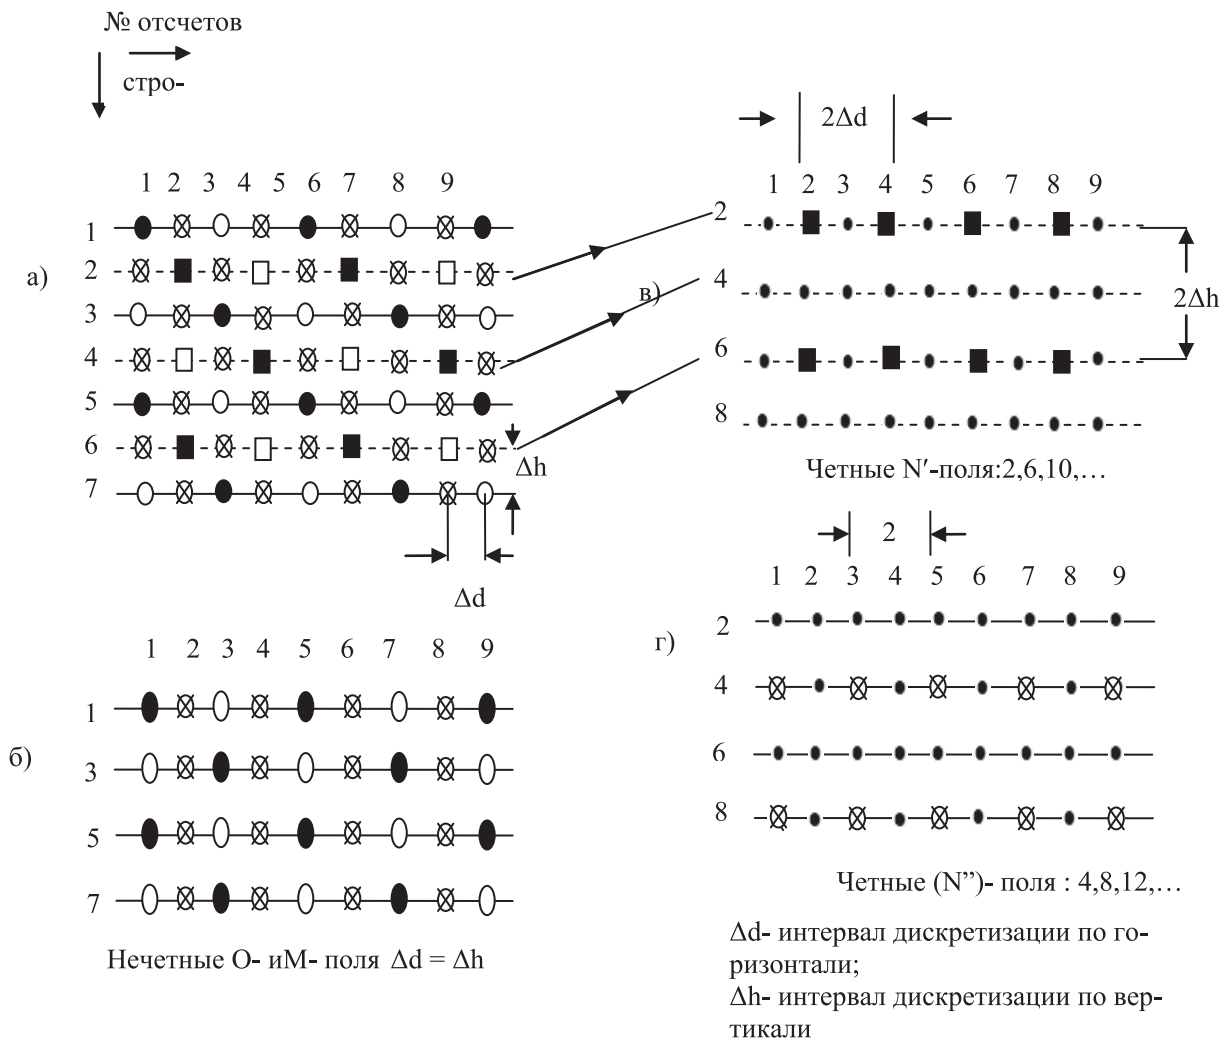 № отсчетов
стро-
а)
1 2 3 4 5 6 7 8 9
1
2
3
4
5
6
7
Δh
Δd
в)
2Δd
1 2 3 4 5 6 7 8 9
2
4
6
8
2Δh
Четные N′-поля:2,6,10,…
б)
1 2 3 4 5 6 7 8 9
1
3
5
7
Нечетные О- иМ- поля Δd = Δh
г)
2
1 2 3 4 5 6 7 8 9
2
4
6
8
Четные (N”)- поля : 4,8,12,…
Δd- интервал дискретизации по го-
ризонтали;
Δh- интервал дискретизации по вер-
тикали